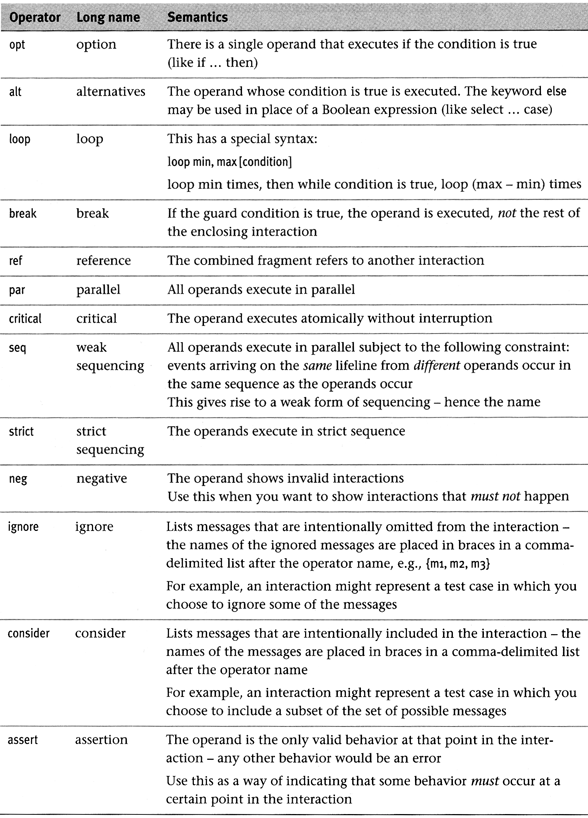 Operator Long name Semantics
opt option There is a single operand that executes if the condition is true
(like if … then)
alt alternatives The operand whose condition is true is executed. The keyword else
may be used in place of a Boolean expression (like select … case)
loop loop This has a special syntax:
loop min, max [condition]
loop min times, then while condition is true, loop (max – min) times
break break If the guard condition is true, the operand is executed, not the rest of
the enclosing interaction
ref reference The combined fragment refers to another interaction
par parallel All operands execute in parallel
critical critical The operand executes atomically without interruption
seq weak All operands execute in parallel subject to the following constraint:
sequencing events arriving on the same lifeline from different operands occur in
the same sequence as the operands occur
This gives rise to a weak form of sequencing – hence the name
strict strict The operands execute in strict sequence
sequencing
neg negative The operand shows invalid interactions
Use this when you want to show interactions that must not happen
ignore ignore Lists messages that are intentionally omitted from the interaction –
the names of the ignored messages are placed in braces in a comma-
delimited list after the operator name, e.g., {m1, m2, m3}
For example, an interaction might represent a test case in which you
choose to ignore some of the messages
consider consider Lists messages that are intentionally included in the interaction – the
names of the messages are placed in braces in a comma-delimited list
after the operator name
For example, an interaction might represent a test case in which you
choose to include a subset of the set of possible messages
assert assertion The operand is the only valid behavior at that point in the inter-
action – any other behavior would be an error
Use this as a way of indicating that some behavior must occur at a
certain point in the interaction